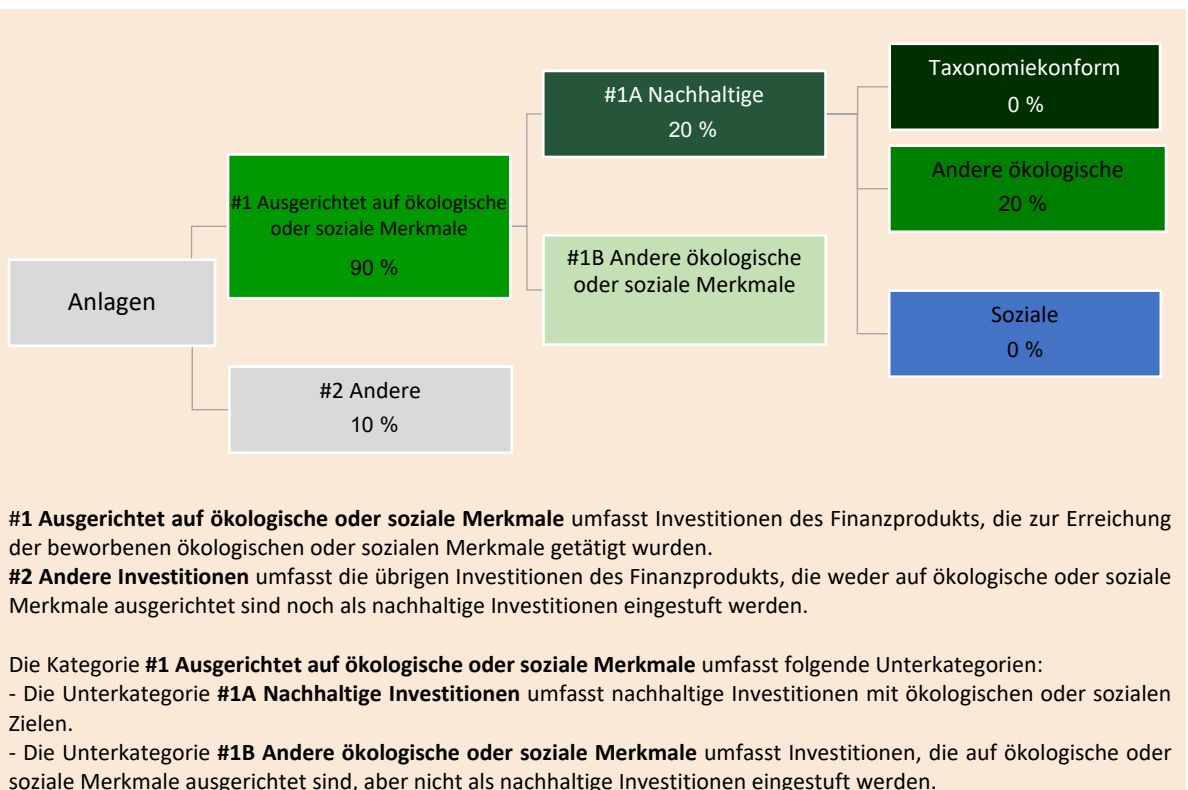 Anlagen
#1 Ausgerichtet auf ökologische
oder soziale Merkmale
90 %
#2 Andere
10 %
#1A Nachhaltige
20 %
#1B Andere ökologische
oder soziale Merkmale
Taxonomiekonform
0 %
Andere ökologische
20 %
Soziale
0 %
#1 Ausgerichtet auf ökologische oder soziale Merkmale umfasst Investitionen des Finanzprodukts, die zur Erreichung
der beworbenen ökologischen oder sozialen Merkmale getätigt wurden.
#2 Andere Investitionen umfasst die übrigen Investitionen des Finanzprodukts, die weder auf ökologische oder soziale
Merkmale ausgerichtet sind noch als nachhaltige Investitionen eingestuft werden.
Die Kategorie #1 Ausgerichtet auf ökologische oder soziale Merkmale umfasst folgende Unterkategorien:
- Die Unterkategorie #1A Nachhaltige Investitionen umfasst nachhaltige Investitionen mit ökologischen oder sozialen
Zielen.
- Die Unterkategorie #1B Andere ökologische oder soziale Merkmale umfasst Investitionen, die auf ökologische oder
soziale Merkmale ausgerichtet sind, aber nicht als nachhaltige Investitionen eingestuft werden.